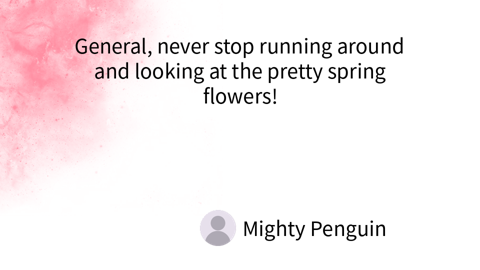 General, never stop running around
and looking at the pretty spring
flowers!
Mighty Penguin